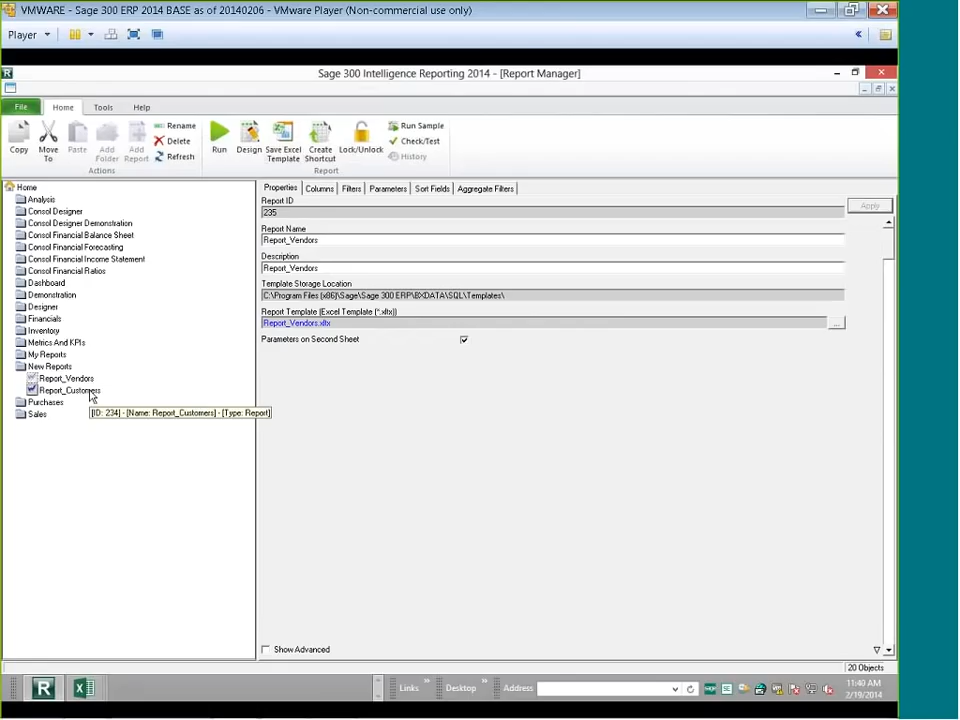 VMWARE - Sage 300 ERP 2014 BASE as of 20140206 - VMware Player (Non-commercial use only)
Player
Sage 300 Intelligence Reporting 2014 - [Report Manager]
File Home Tools Help
Copy Move To Paste Add Folder Add Report Rename Delete Refresh
Run Design Save Excel Template Create Shortcut Lock/Unlock Run Sample Check/Test History
Actions Report
Home
Analysis
Consol Designer
Consol Designer Demonstration
Consol Financial Balance Sheet
Consol Financial Forecasting
Consol Financial Income Statement
Consol Financial Ratios
Dashboard
Demonstration
Designer
Financials
Inventory
Metrics And KPIs
My Reports
New Reports
Report_Vendors
Report_Customers
[ID: 234] - [Name: Report_Customers] - [Type: Report]
Purchases
Sales
Properties Columns Filters Parameters Sort Fields Aggregate Filters
Report ID
235
Apply
Report Name
Report_Vendors
Description
Report_Vendors
Template Storage Location
C:\Program Files (x86)\Sage\Sage 300 ERP\BXDATA\SQL\Templates\
Report Template (Excel Template (*.xltx))
Report_Vendors.xltx
...
Parameters on Second Sheet
Show Advanced
20 Objects
Links Desktop Address
11:40 AM
2/19/2014